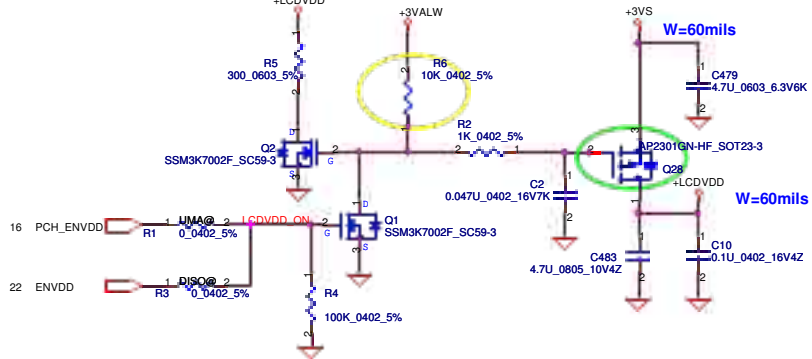 +LCDVDD
+3VALW
+3VS
W=60mils
R5
300_0603_5%
R6
10K_0402_5%
C479
4.7U_0603_6.3V6K
R2
1K_0402_5%
AP2301GN-HF_SOT23-3
Q28
Q2
SSM3K7002F_SC59-3
D
S
G
2
1
C2
0.047U_0402_16V7K
+LCDVDD
W=60mils
16 PCH_ENVDD
R1
UMA@
0_0402_5%
LCDVDD_ON
Q1
SSM3K7002F_SC59-3
D
G
S
C483
4.7U_0805_10V4Z
C10
0.1U_0402_16V4Z
22 ENVDD
R3
DISO@
0_0402_5%
R4
100K_0402_5%